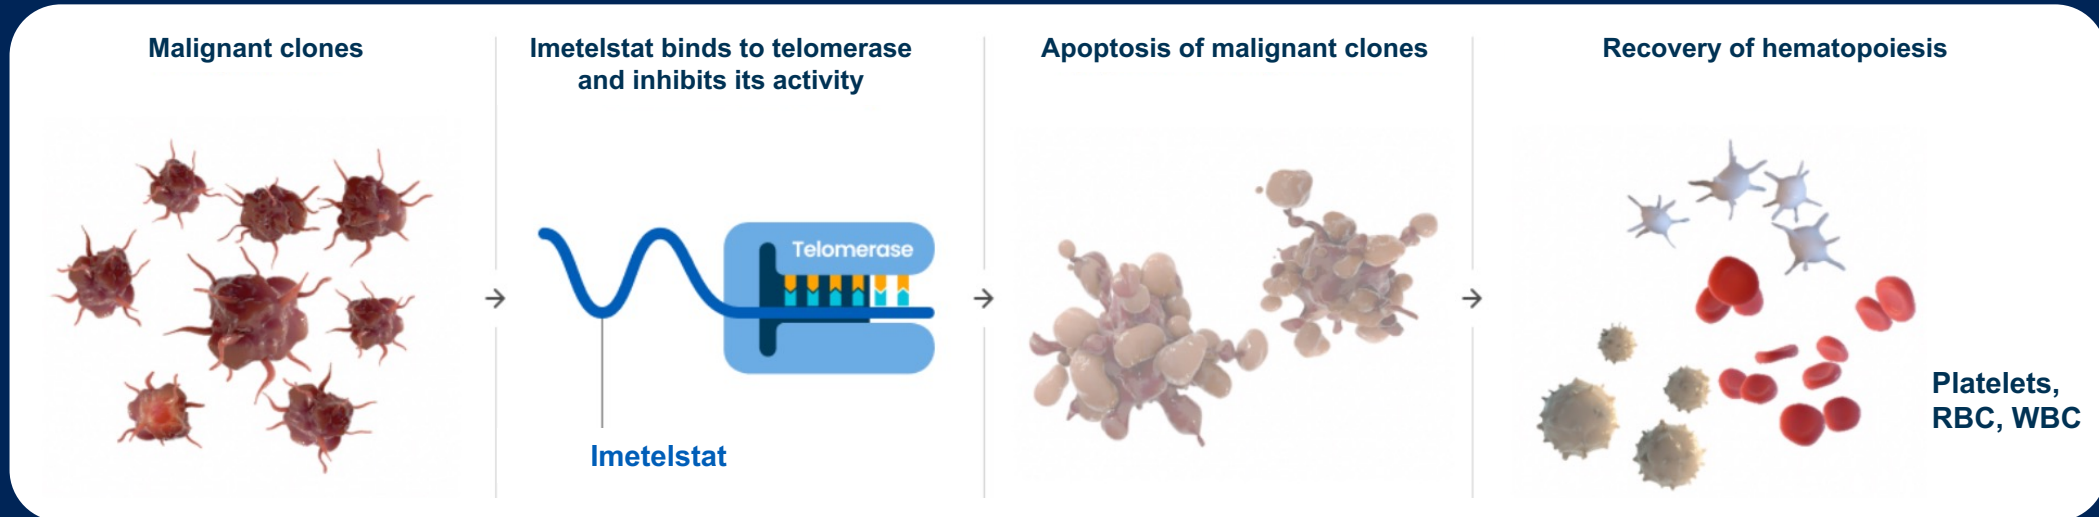 Malignant clones
Imetelstat binds to telomerase
and inhibits its activity
Telomerase
Imetelstat
Apoptosis of malignant clones
Recovery of hematopoiesis
Platelets,
RBC, WBC